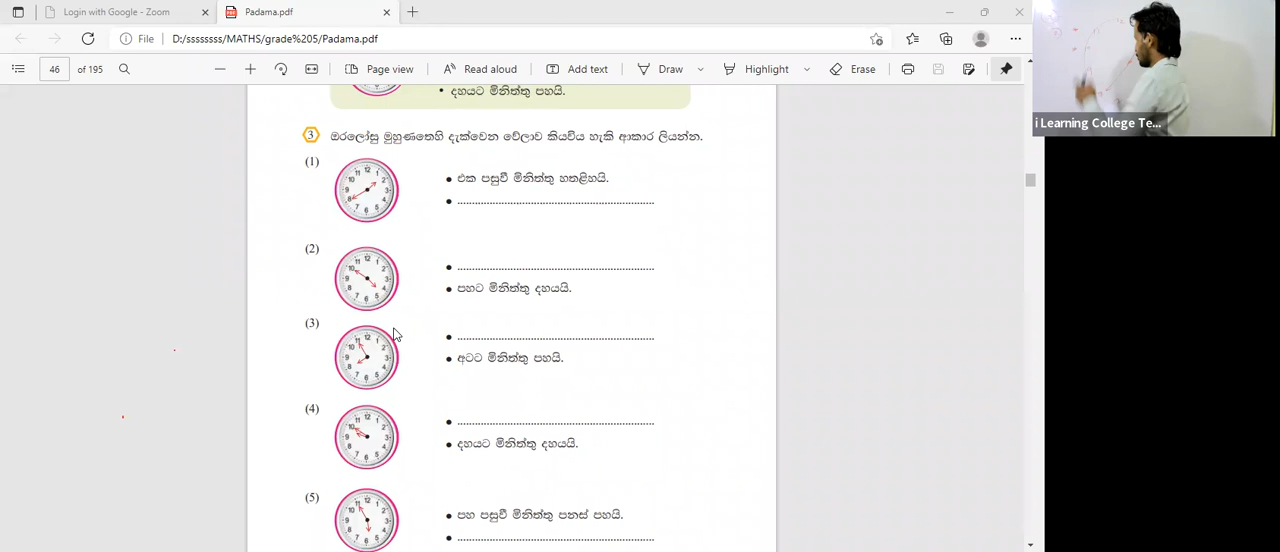 Login with Google - Zoom
Padama.pdf
File
D:/ssssssss/MATHS/grade%205/Padama.pdf
46 of 195
Page view
Read aloud
Add text
Draw
Highlight
Erase
i Learning College Te...
• දහයට මිනිත්තු පහයි.
3 ඔරලෝසු මුහුණතෙහි දැක්වෙන වේලාව කියවිය හැකි ආකාර ලියන්න.
(1)
• එක පසුවී මිනිත්තු හතළිහයි.
• ............................................................
(2)
• ............................................................
• පහට මිනිත්තු දහයයි.
(3)
• ............................................................
• අටට මිනිත්තු පහයි.
(4)
• ............................................................
• දහයට මිනිත්තු දහයයි.
(5)
• පහ පසුවී මිනිත්තු පනස් පහයි.
• ............................................................